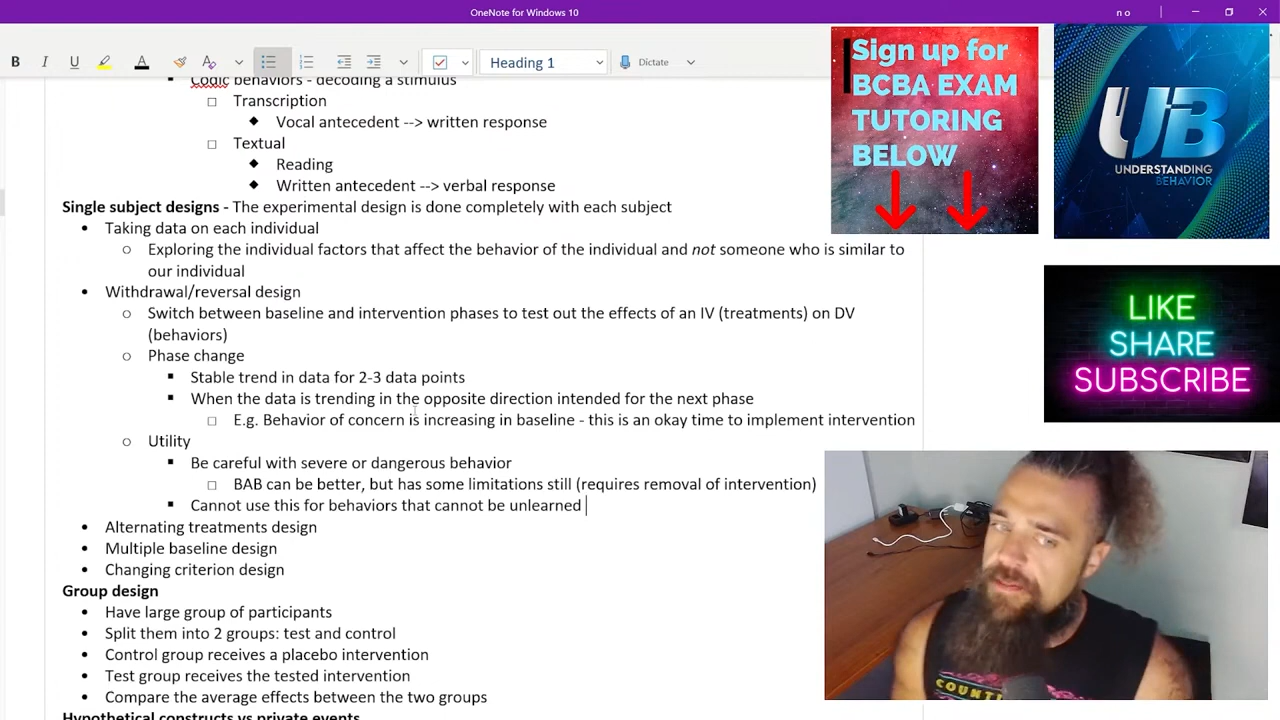 OneNote for Windows 10
n o
B I U A A Heading 1 Dictate
Codic behaviors - decoding a stimulus
Transcription
Vocal antecedent --> written response
Textual
Reading
Written antecedent --> verbal response
Single subject designs - The experimental design is done completely with each subject
Taking data on each individual
Exploring the individual factors that affect the behavior of the individual and not someone who is similar to
our individual
Withdrawal/reversal design
Switch between baseline and intervention phases to test out the effects of an IV (treatments) on DV
(behaviors)
Phase change
Stable trend in data for 2-3 data points
When the data is trending in the opposite direction intended for the next phase
E.g. Behavior of concern is increasing in baseline - this is an okay time to implement intervention
Utility
Be careful with severe or dangerous behavior
BAB can be better, but has some limitations still (requires removal of intervention)
Cannot use this for behaviors that cannot be unlearned
Alternating treatments design
Multiple baseline design
Changing criterion design
Group design
Have large group of participants
Split them into 2 groups: test and control
Control group receives a placebo intervention
Test group receives the tested intervention
Compare the average effects between the two groups
Hypothetical constructs vs private events
Sign up for
BCBA EXAM
TUTORING
BELOW
UB
UNDERSTANDING
BEHAVIOR
LIKE
SHARE
SUBSCRIBE